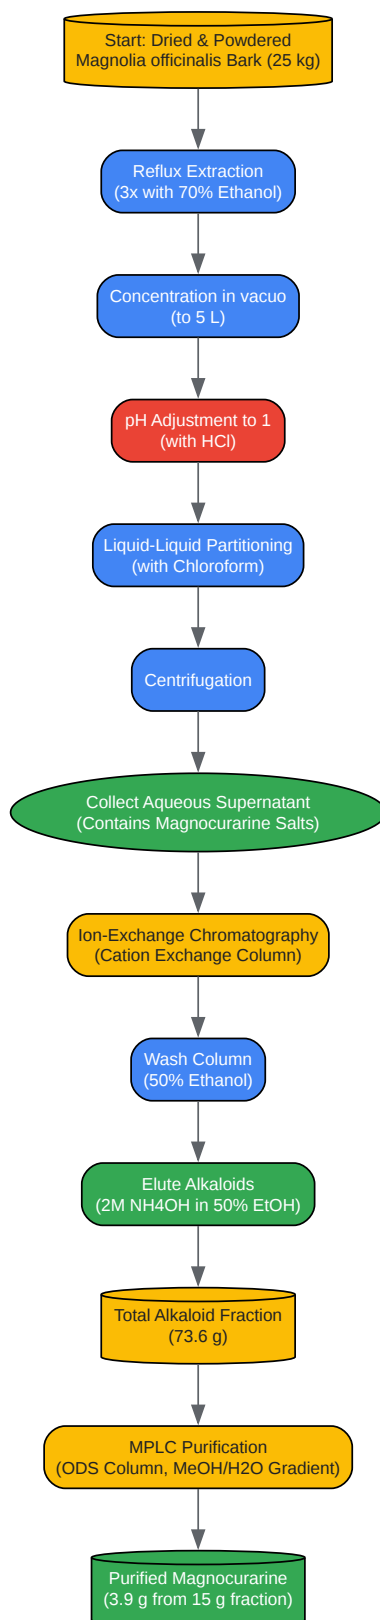 Start: Dried & Powdered
Magnolia officinalis Bark (25 kg)
Reflux Extraction
(3x with 70% Ethanol)
Concentration in vacuo
(to 5 L)
pH Adjustment to 1
(with HCl)
Liquid-Liquid Partitioning
(with Chloroform)
Centrifugation
Collect Aqueous Supernatant
(Contains Magnocurarine Salts)
Ion-Exchange Chromatography
(Cation Exchange Column)
Wash Column
(50% Ethanol)
Elute Alkaloids
(2M NH4OH in 50% EtOH)
Total Alkaloid Fraction
(73.6 g)
MPLC Purification
(ODS Column, MeOH/H2O Gradient)
Purified Magnocurarine
(3.9 g from 15 g fraction)